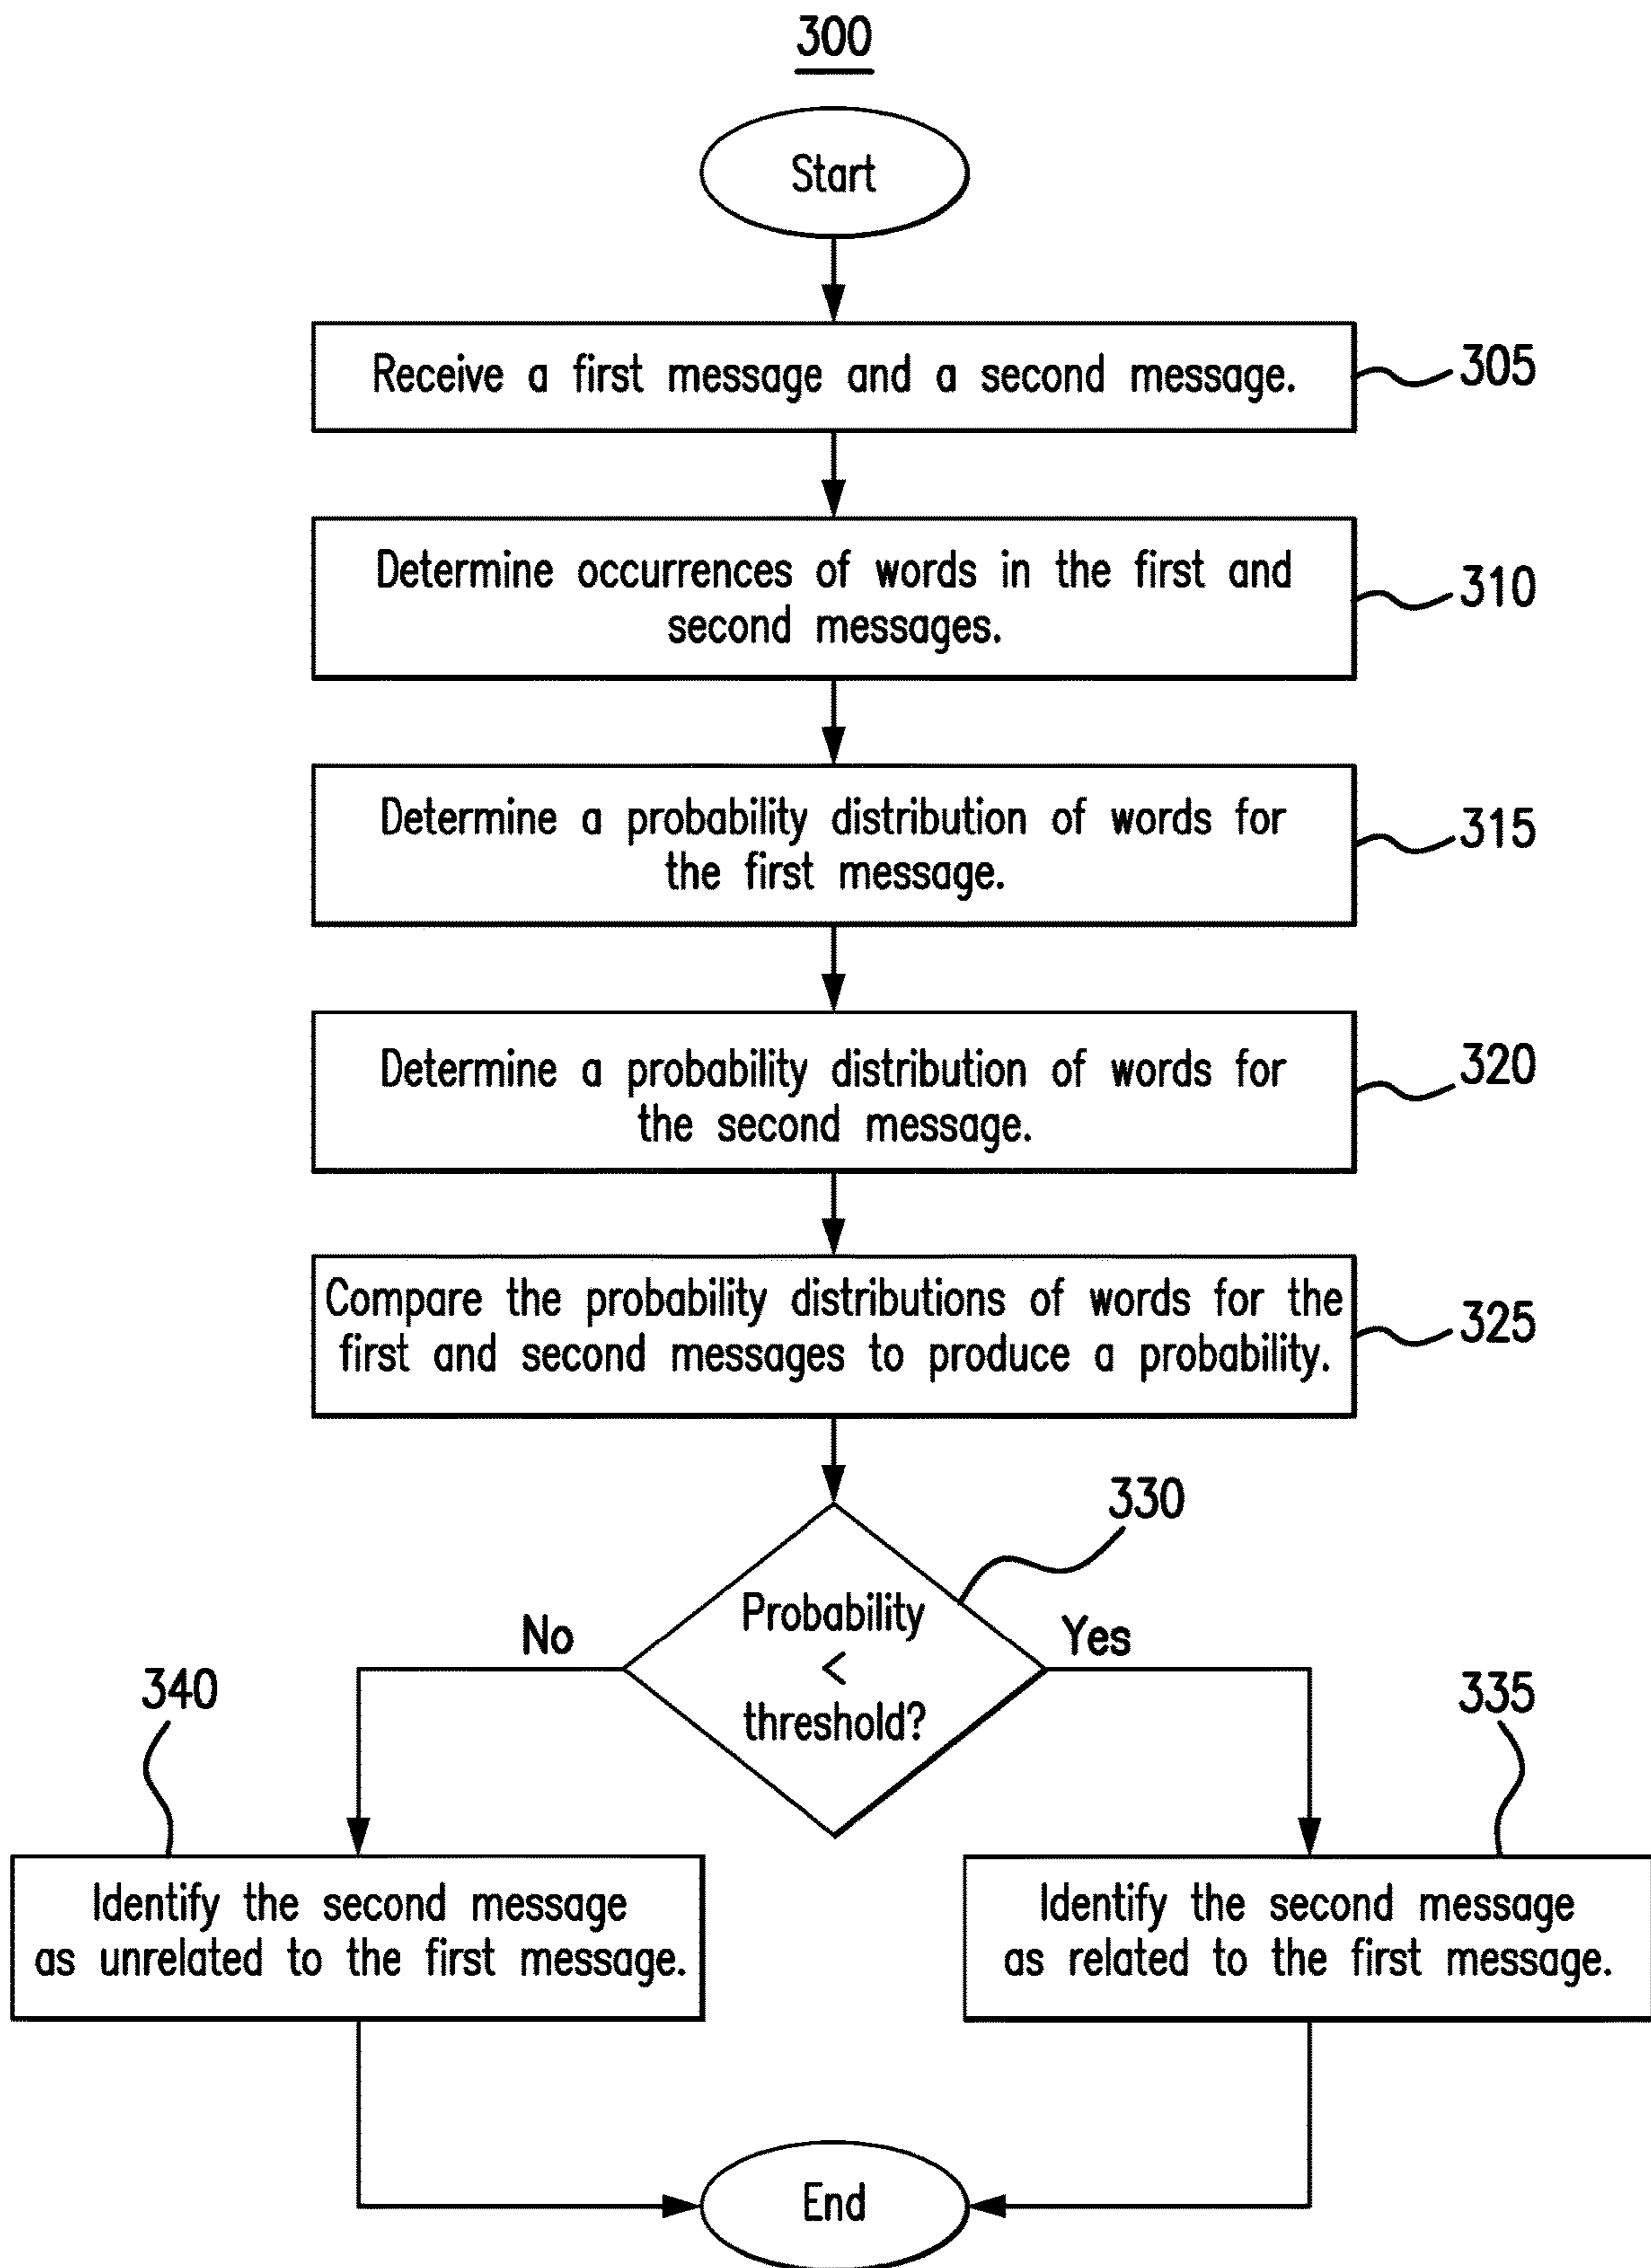 300
Start
Receive a first message and a second message.
305
Determine occurrences of words in the first and
second messages.
310
Determine a probability distribution of words for
the first message.
315
Determine a probability distribution of words for
the second message.
320
Compare the probability distributions of words for the
first and second messages to produce a probability.
325
330
Probability
<
threshold?
No
Yes
340
335
Identify the second message
as unrelated to the first message.
Identify the second message
as related to the first message.
End